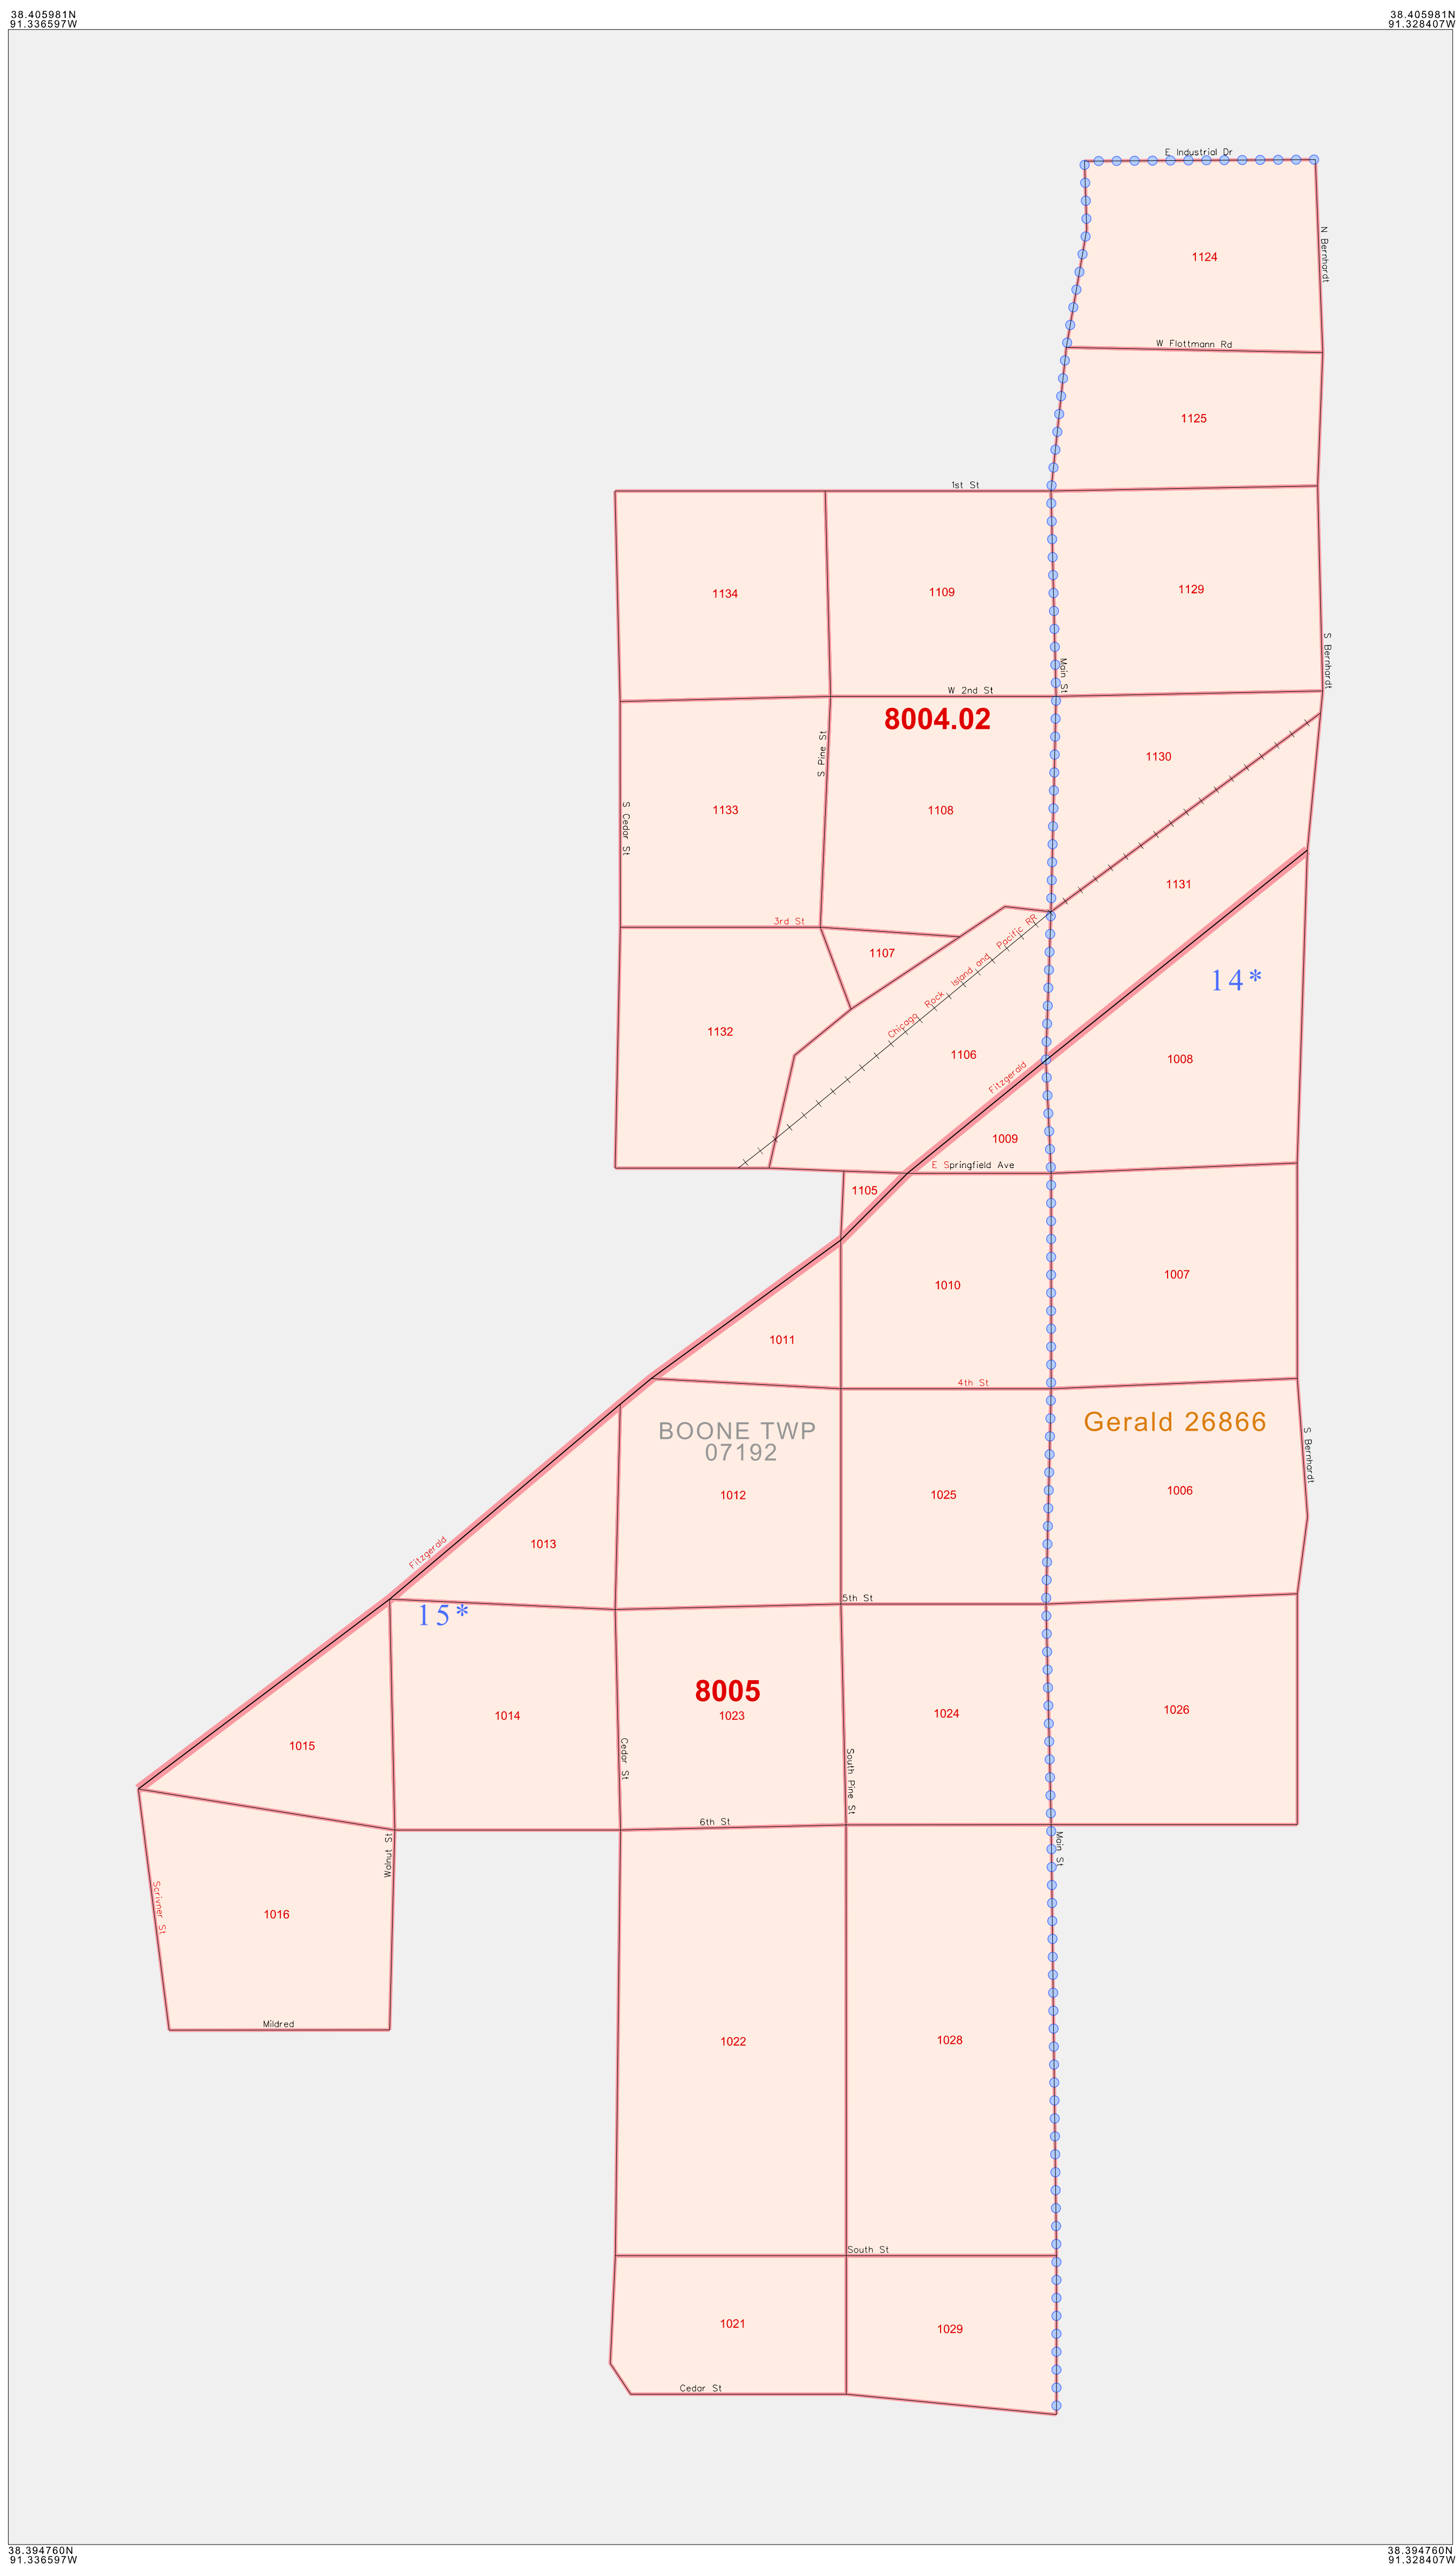 38.405981N
91.336597W
38.405981N
91.328407W
E Industrial Dr
N Bernhardt
1124
W Flottmann Rd
1125
1st St
1134
1109
1129
S Bernhardt
Main St
W 2nd St
8004.02
S Pine St
1130
S Cedar St
1133
1108
1131
3rd St
Chicago Rock Island and Pacific RR
1107
14*
1132
1106
1008
Fitzgerald
1009
E Springfield Ave
1105
1007
1010
1011
4th St
Gerald 26866
BOONE TWP
07192
S Bernhardt
1012
1025
1006
1013
Fitzgerald
5th St
15*
8005
1023
1014
1024
1026
1015
Cedar St
South Pine St
6th St
Walnut St
Main St
Scrivner St
1016
Mildred
1022
1028
South St
1021
1029
Cedar St
38.394760N
91.336597W
38.394760N
91.328407W